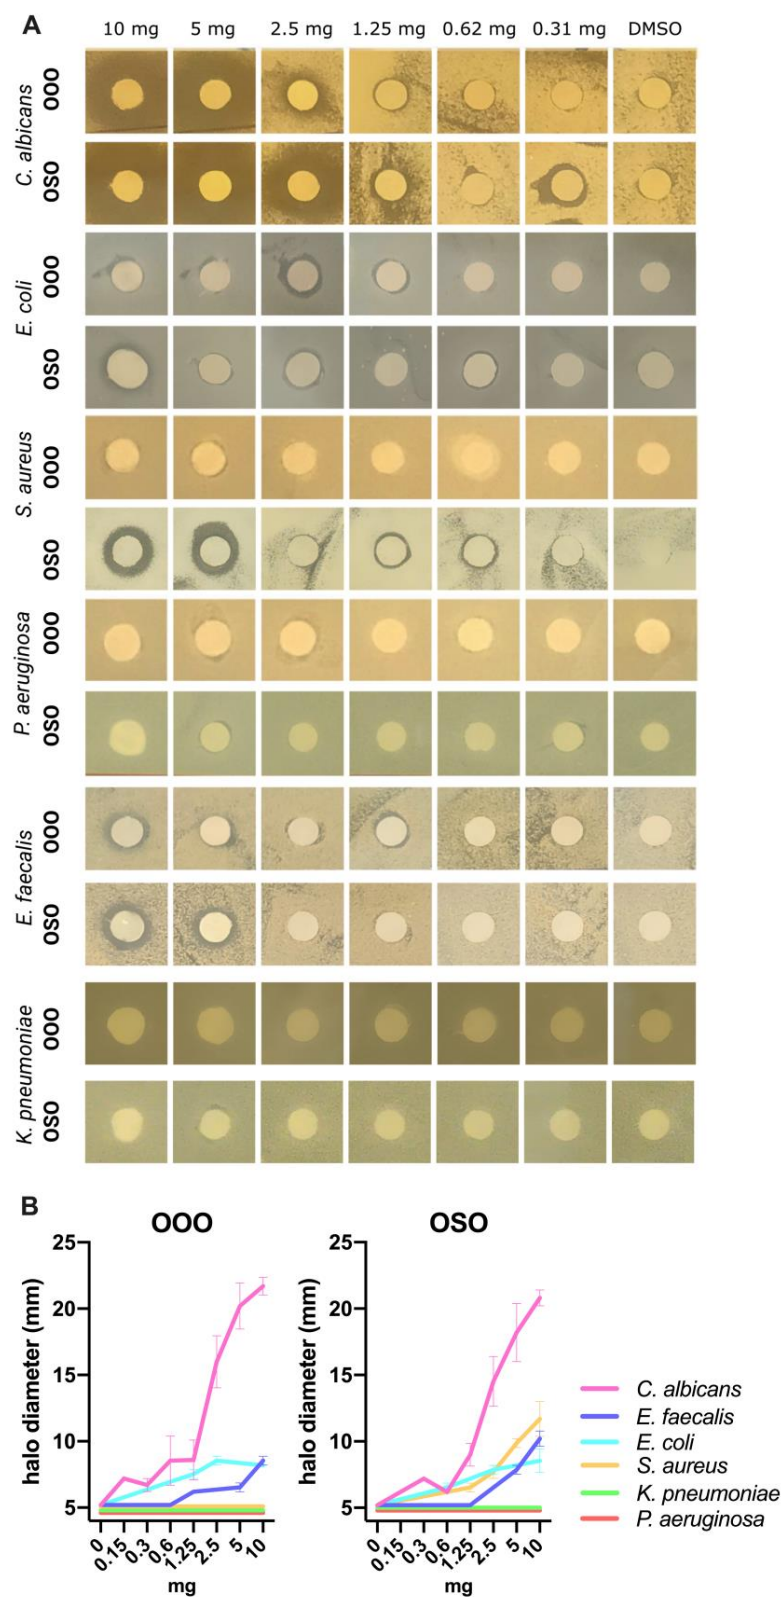 A
10 mg 5 mg 2.5 mg 1.25 mg 0.62 mg 0.31 mg DMSO
C. albicans
OOO
OSO
E. coli
OOO
OSO
S. aureus
OOO
OSO
P. aeruginosa
OOO
OSO
E. faecalis
OOO
OSO
K. pneumoniae
OOO
OSO
B
OOO
halo diameter (mm)
25
20
15
10
5
0 0.15 0.3 0.6 1.25 2.5 5 10
mg
OSO
halo diameter (mm)
25
20
15
10
5
0 0.15 0.3 0.6 1.25 2.5 5 10
mg
C. albicans
E. faecalis
E. coli
S. aureus
K. pneumoniae
P. aeruginosa